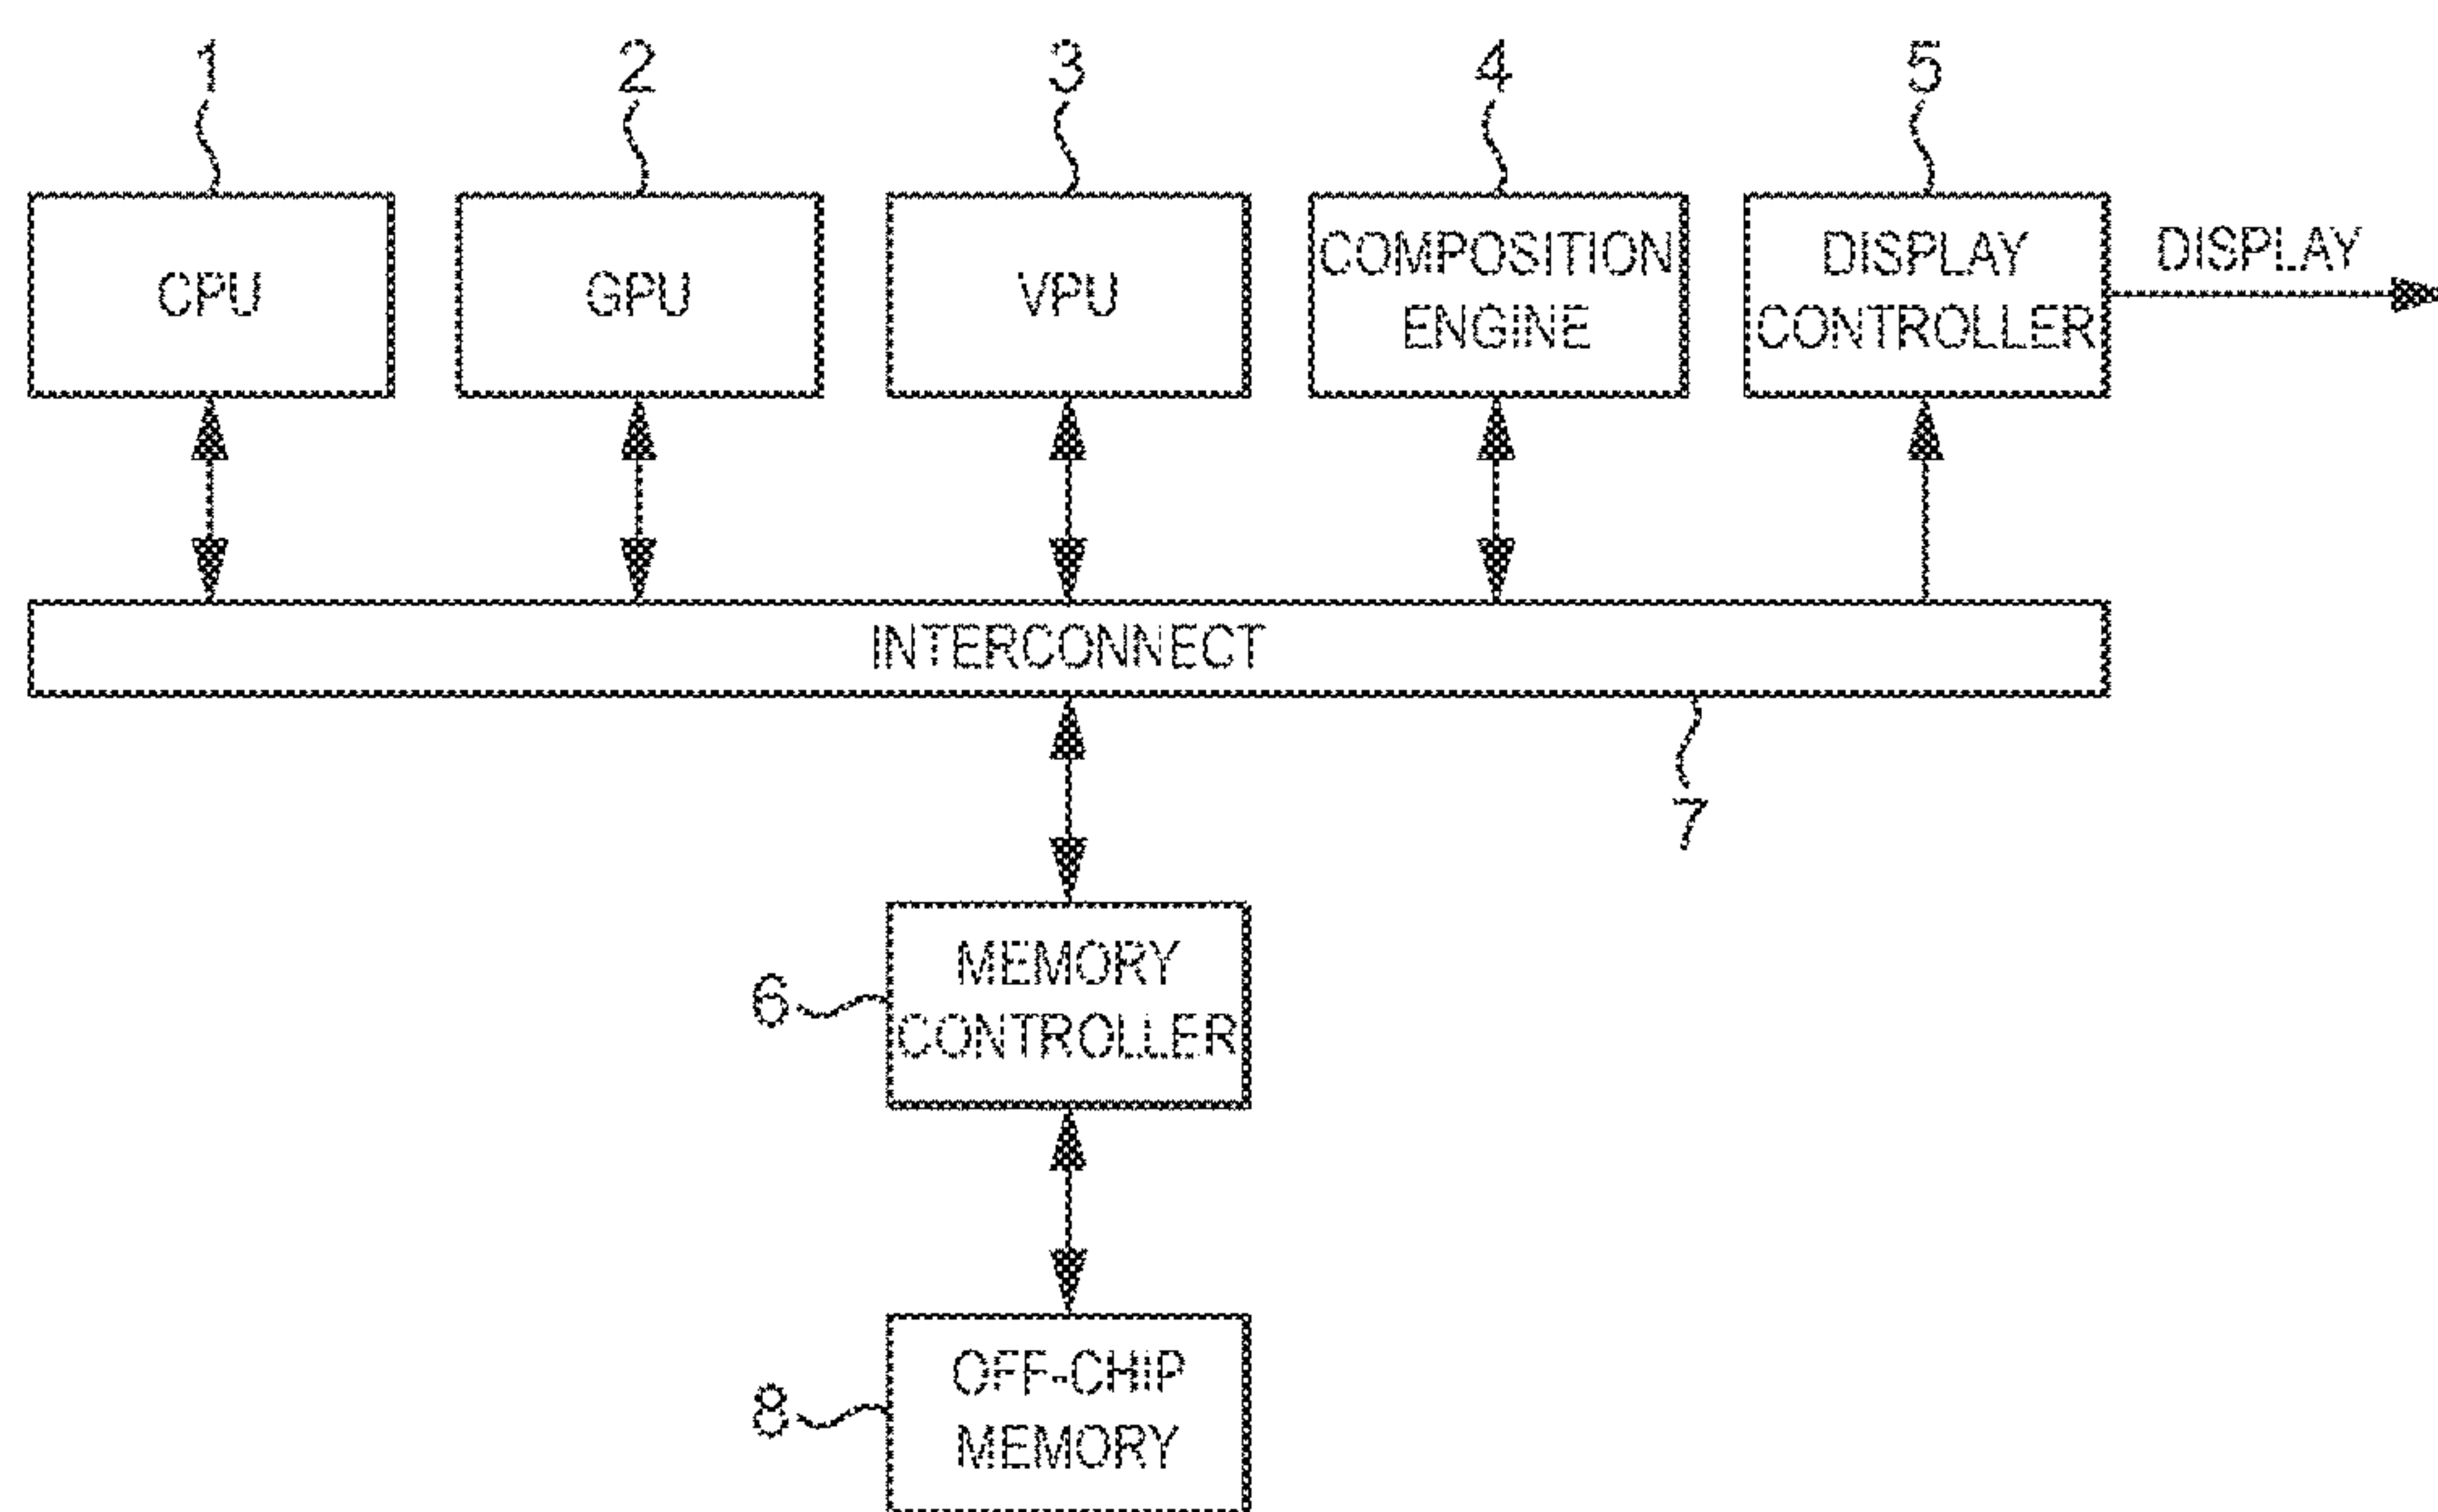 1
2
3
4
5
CPU
GPU
VPU
COMPOSITION
ENGINE
DISPLAY
CONTROLLER
DISPLAY
INTERCONNECT
7
6
MEMORY
CONTROLLER
8
OFF-CHIP
MEMORY